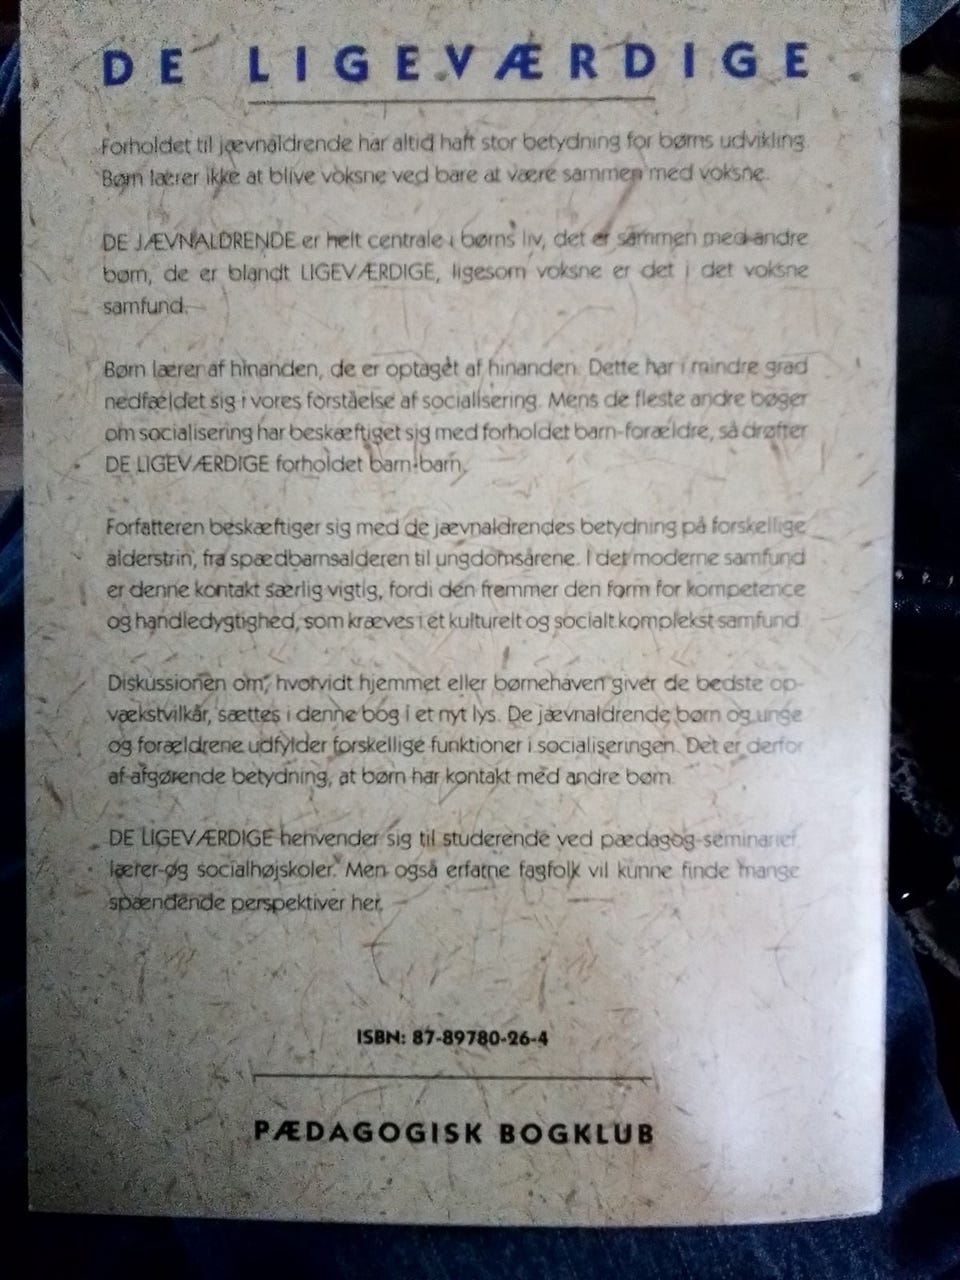 DE LIGEVÆRDIGE
Forholdet til jævnaldrende har altid haft stor betydning for børns udvikling.
Børn lærer ikke at blive voksne ved bare at være sammen med voksne.
DE JÆVNALDRENDE er helt centrale i børns liv, det er sammen med andre
børn, de er blandt LIGEVÆRDIGE, ligesom voksne er det i det voksne
samfund.
Børn lærer af hinanden, de er optaget af hinanden. Dette har i mindre grad
nedfældet sig i vores forståelse af socialisering. Mens de fleste andre bøger
om socialisering har beskæftiget sig med forholdet barn-forældre, så drøfter
DE LIGEVÆRDIGE forholdet barn-barn.
Forfatteren beskæftiger sig med de jævnaldrendes betydning på forskellige
alderstrin, fra spædbarnsalderen til ungdomsårene. I det moderne samfund
er denne kontakt særlig vigtig, fordi den fremmer den form for kompetence
og handledygtighed, som kræves i et kulturelt og socialt komplekst samfund.
Diskussionen om, hvorvidt hjemmet eller børnehaven giver de bedste op-
vækstvilkår, sættes i denne bog i et nyt lys. De jævnaldrende børn og unge
og forældrene udfylder forskellige funktioner i socialiseringen. Det er derfor
af afgørende betydning, at børn har kontakt med andre børn.
DE LIGEVÆRDIGE henvender sig til studerende ved pædagog-seminarier,
lærer-og socialhøjskoler. Men også erfarne fagfolk vil kunne finde mange
spændende perspektiver her.
ISBN: 87-89780-26-4
PÆDAGOGISK BOGKLUB